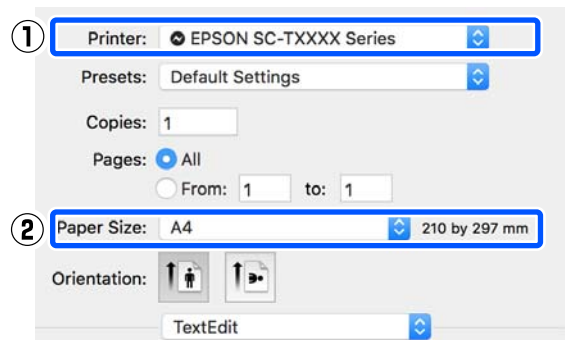 ① Printer: EPSON SC-TXXXX Series
Presets: Default Settings
Copies: 1
Pages: All
From: 1 to: 1
② Paper Size: A4 210 by 297 mm
Orientation:
TextEdit